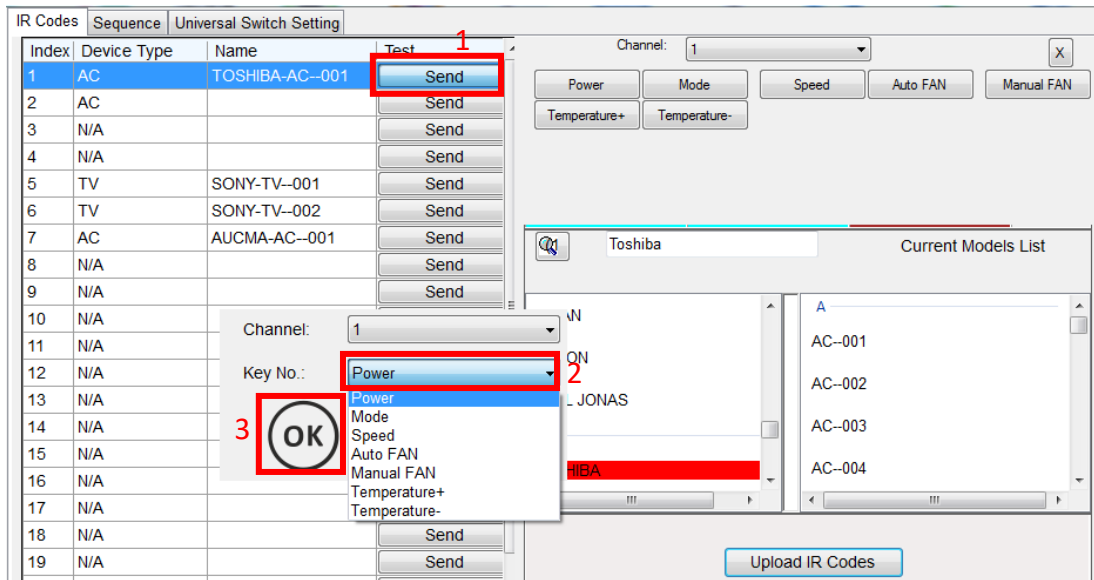 IR Codes Sequence Universal Switch Setting
Index Device Type Name Test 1
1 AC TOSHIBA-AC--001 Send
2 AC Send
3 N/A Send
4 N/A Send
5 TV SONY-TV--001 Send
6 TV SONY-TV--002 Send
7 AC AUCMA-AC--001 Send
8 N/A Send
9 N/A Send
10 N/A
11 N/A
12 N/A
13 N/A
14 N/A
15 N/A
16 N/A
17 N/A
18 N/A Send
19 N/A Send
Channel: 1
Key No.: Power 2
Power
Mode
Speed
Auto FAN
Manual FAN
Temperature+
Temperature-
3 OK
Channel: 1 X
Power Mode Speed Auto FAN Manual FAN
Temperature+ Temperature-
Toshiba Current Models List
JONAS
A
AC--001
AC--002
AC--003
AC--004
Upload IR Codes